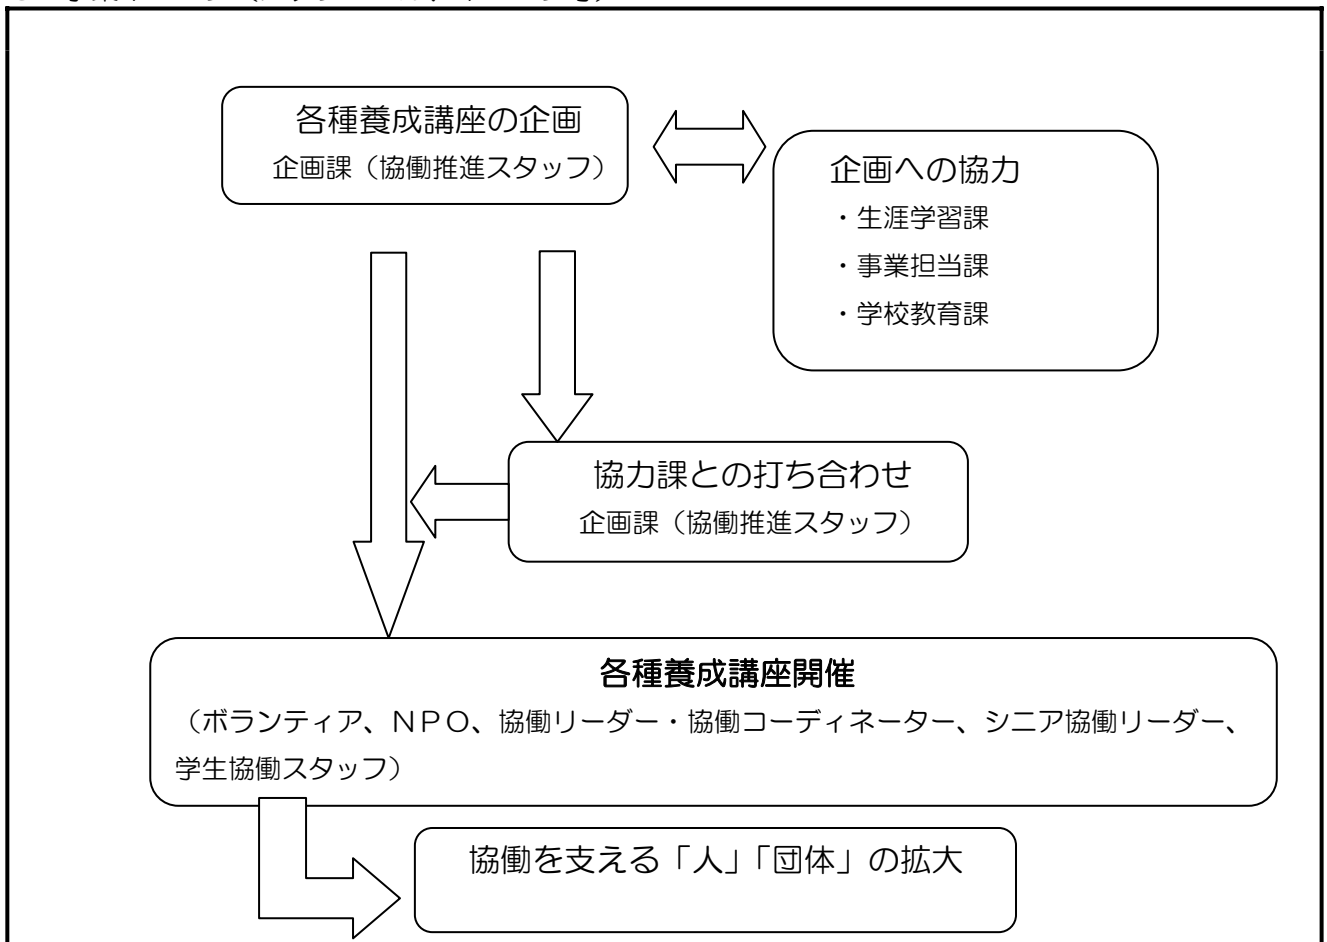 各種養成講座の企画
企画課（協働推進スタッフ）
企画への協力
・生涯学習課
・事業担当課
・学校教育課
協力課との打ち合わせ
企画課（協働推進スタッフ）
各種養成講座開催
（ボランティア、ＮＰＯ、協働リーダー・協働コーディネーター、シニア協働リーダー、
学生協働スタッフ）
協働を支える「人」「団体」の拡大